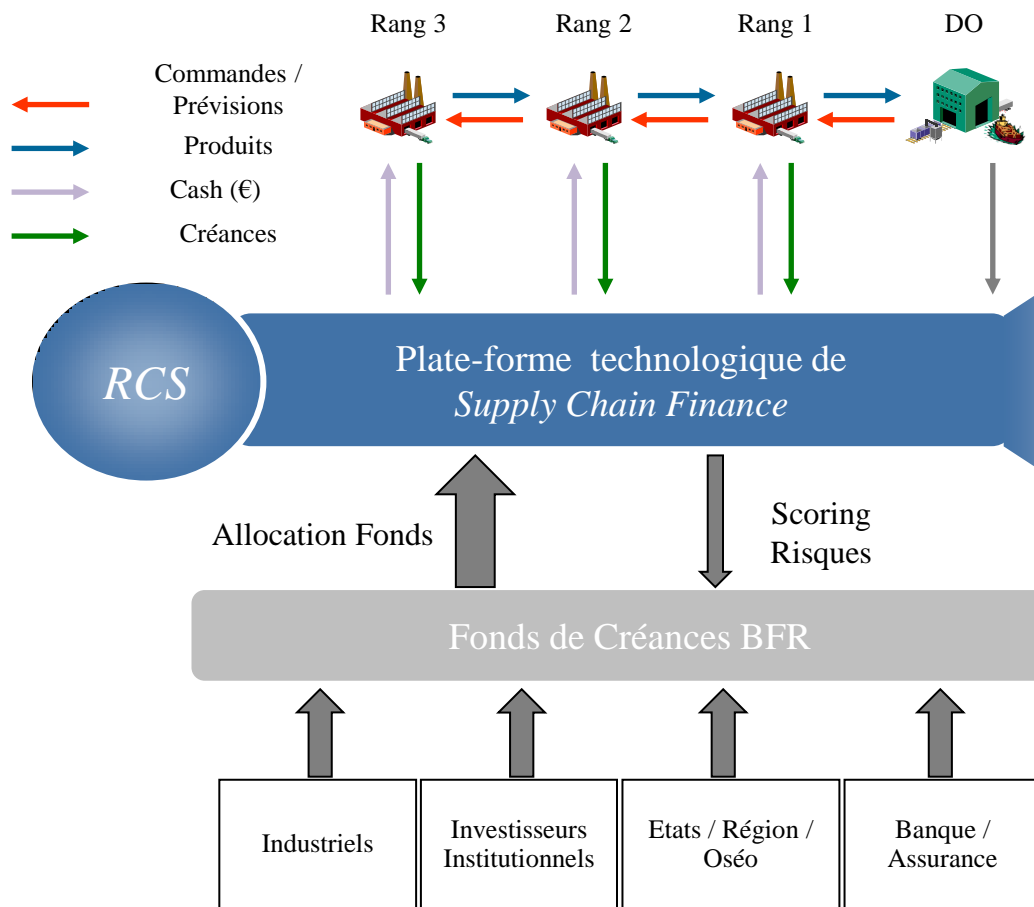 Rang 3
Rang 2
Rang 1
DO
Commandes /
Prévisions
Produits
Cash (€)
Créances
RCS
Plate-forme technologique de
Supply Chain Finance
Allocation Fonds
Scoring
Risques
Fonds de Créances BFR
Industriels
Investisseurs
Institutionnels
Etats / Région /
Oséo
Banque /
Assurance